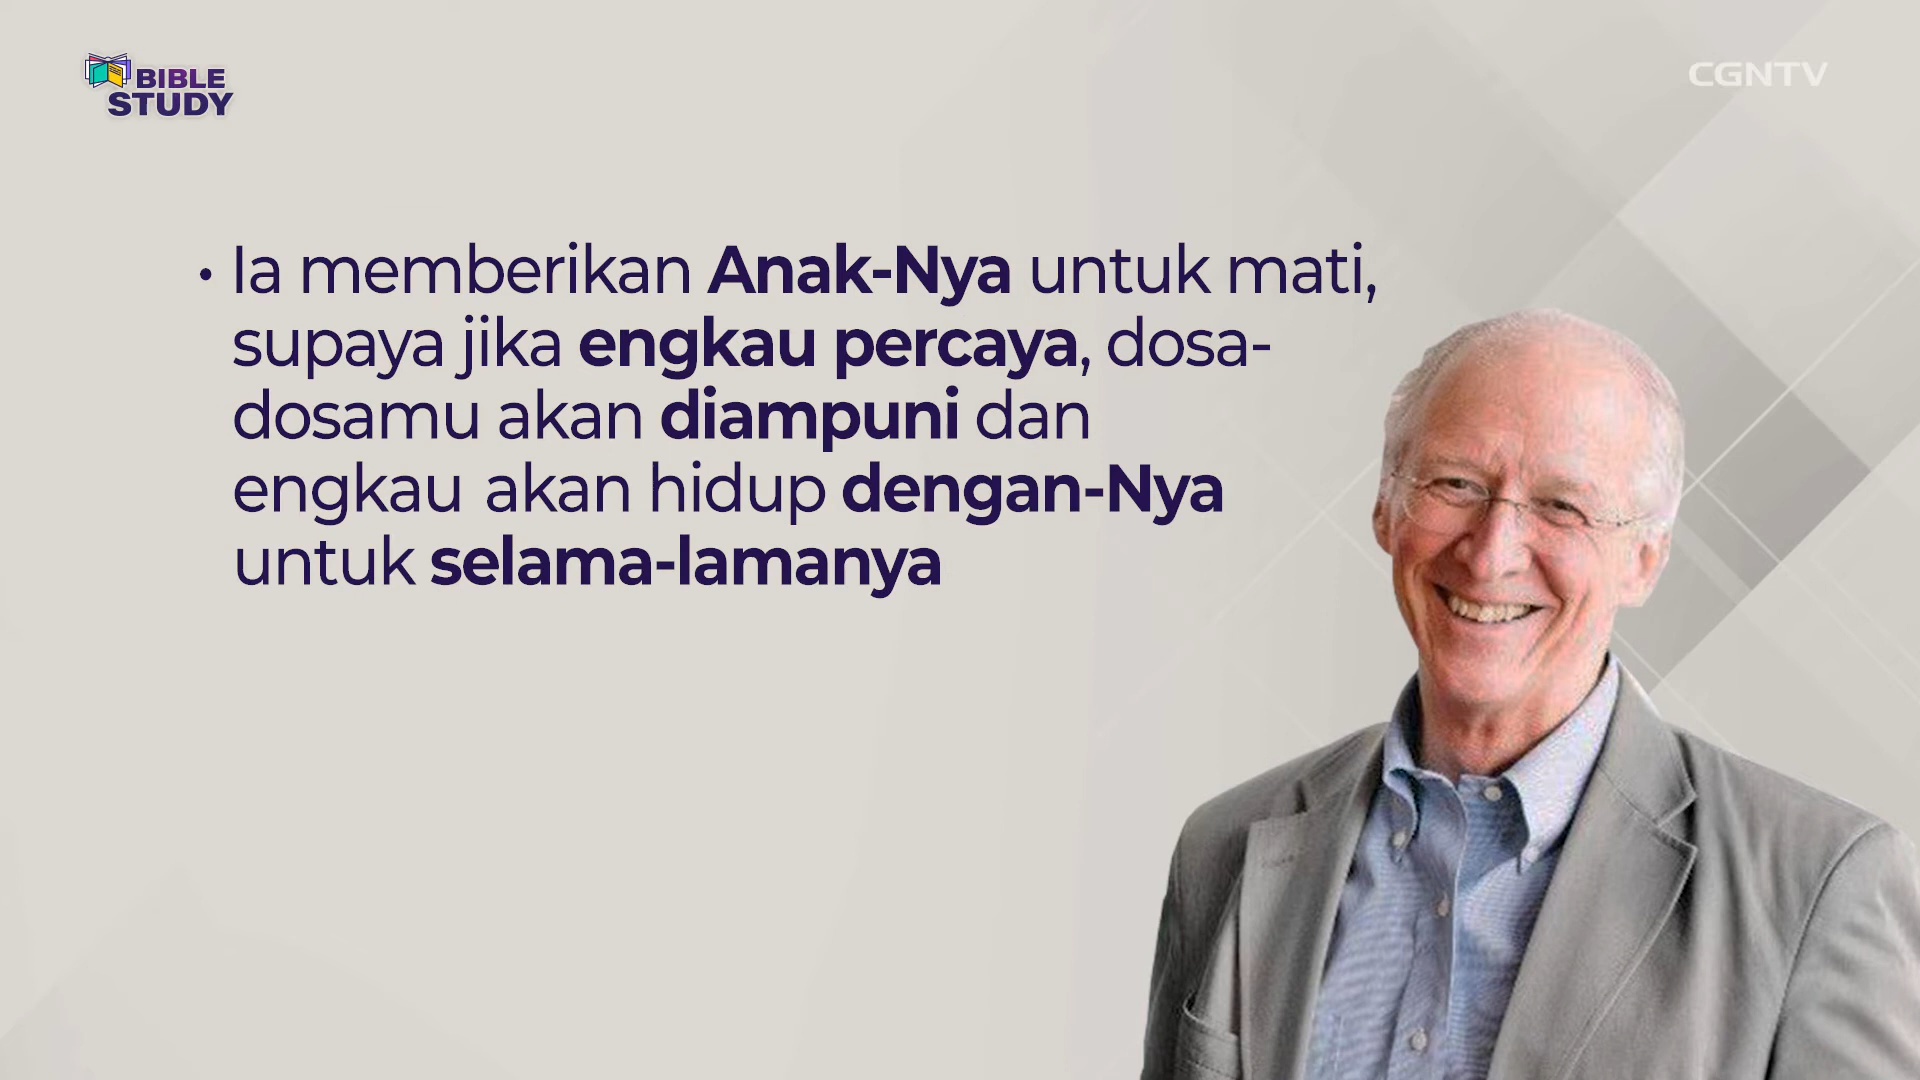 BIBLE
STUDY
CGNTV
• Ia memberikan Anak-Nya untuk mati,
supaya jika engkau percaya, dosa-
dosamu akan diampuni dan
engkau akan hidup dengan-Nya
untuk selama-lamanya